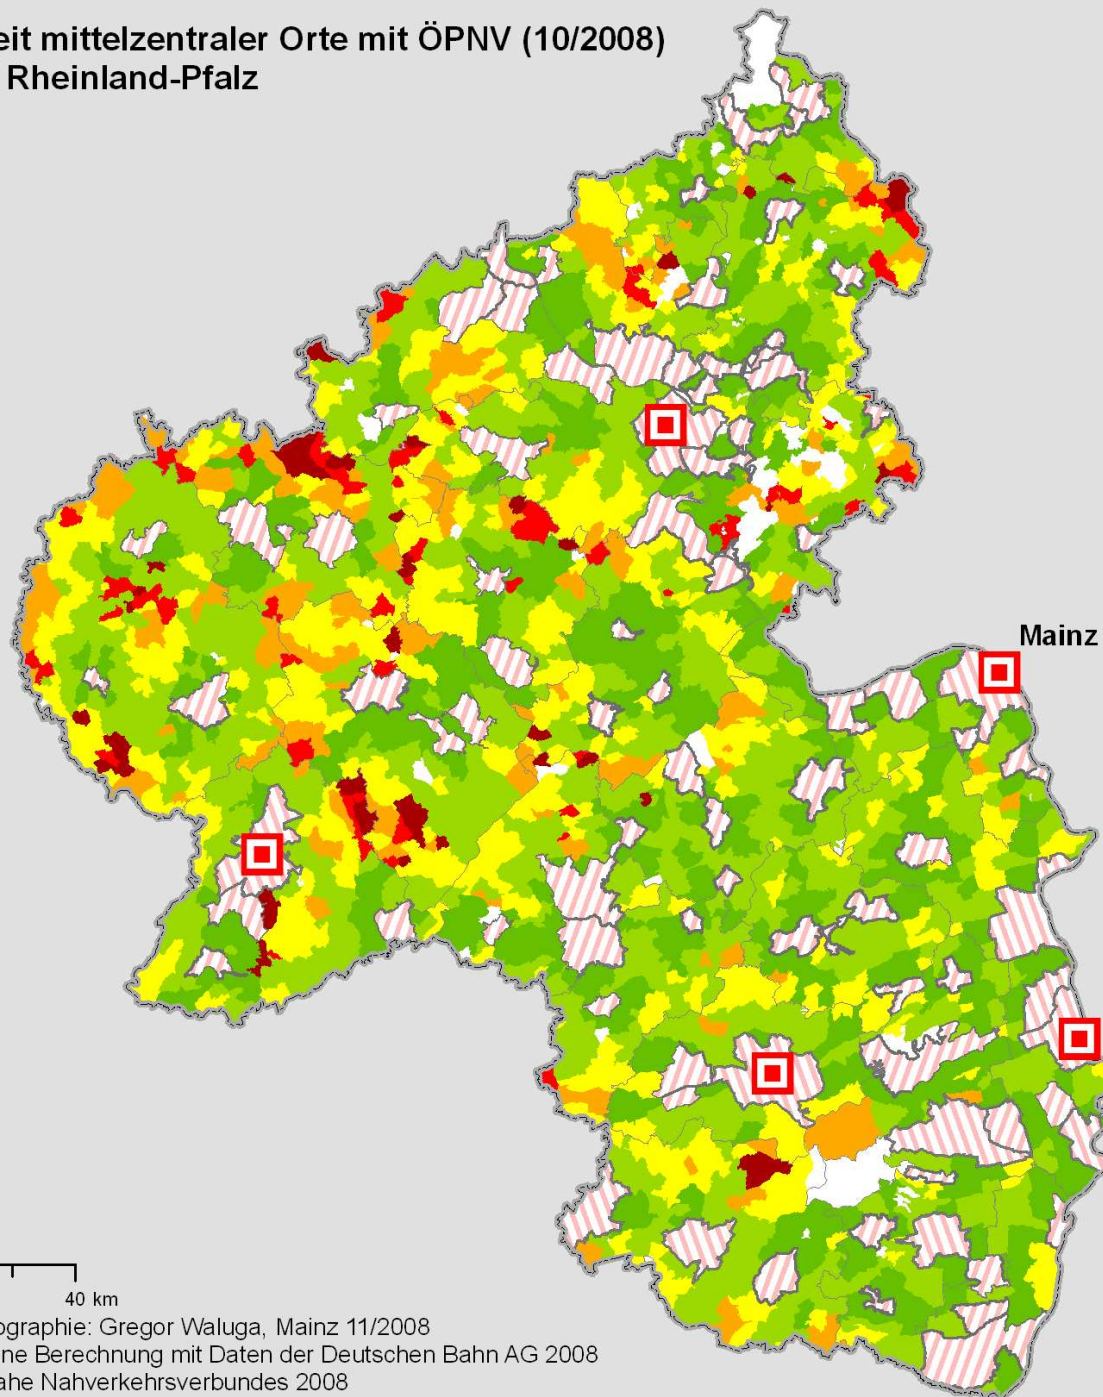 eit mittelzentraler Orte mit ÖPNV (10/2008)
Rheinland-Pfalz
Mainz
40 km
ographie: Gregor Waluga, Mainz 11/2008
ne Berechnung mit Daten der Deutschen Bahn AG 2008
ahe Nahverkehrsverbundes 2008